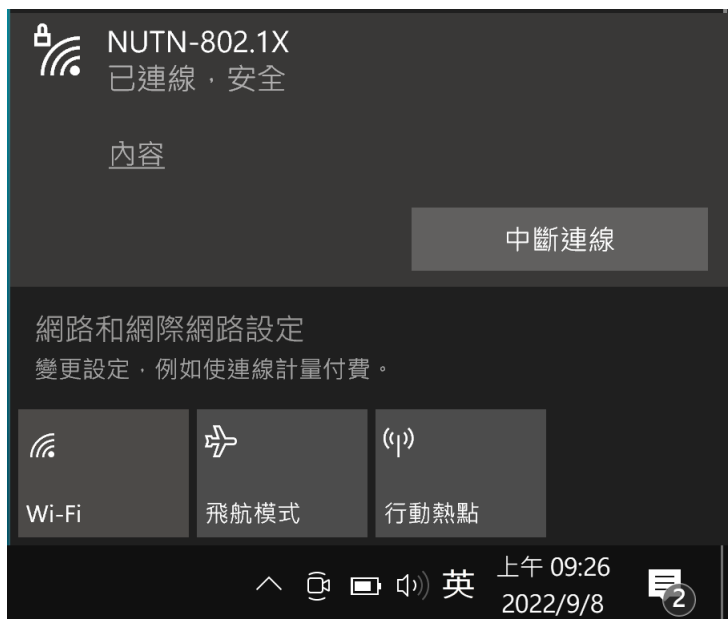 NUTN-802.1X
已連線，安全
內容
中斷連線
網路和網際網路設定
變更設定，例如使連線計量付費。
Wi-Fi
飛航模式
行動熱點
英
上午 09:26
2022/9/8
2